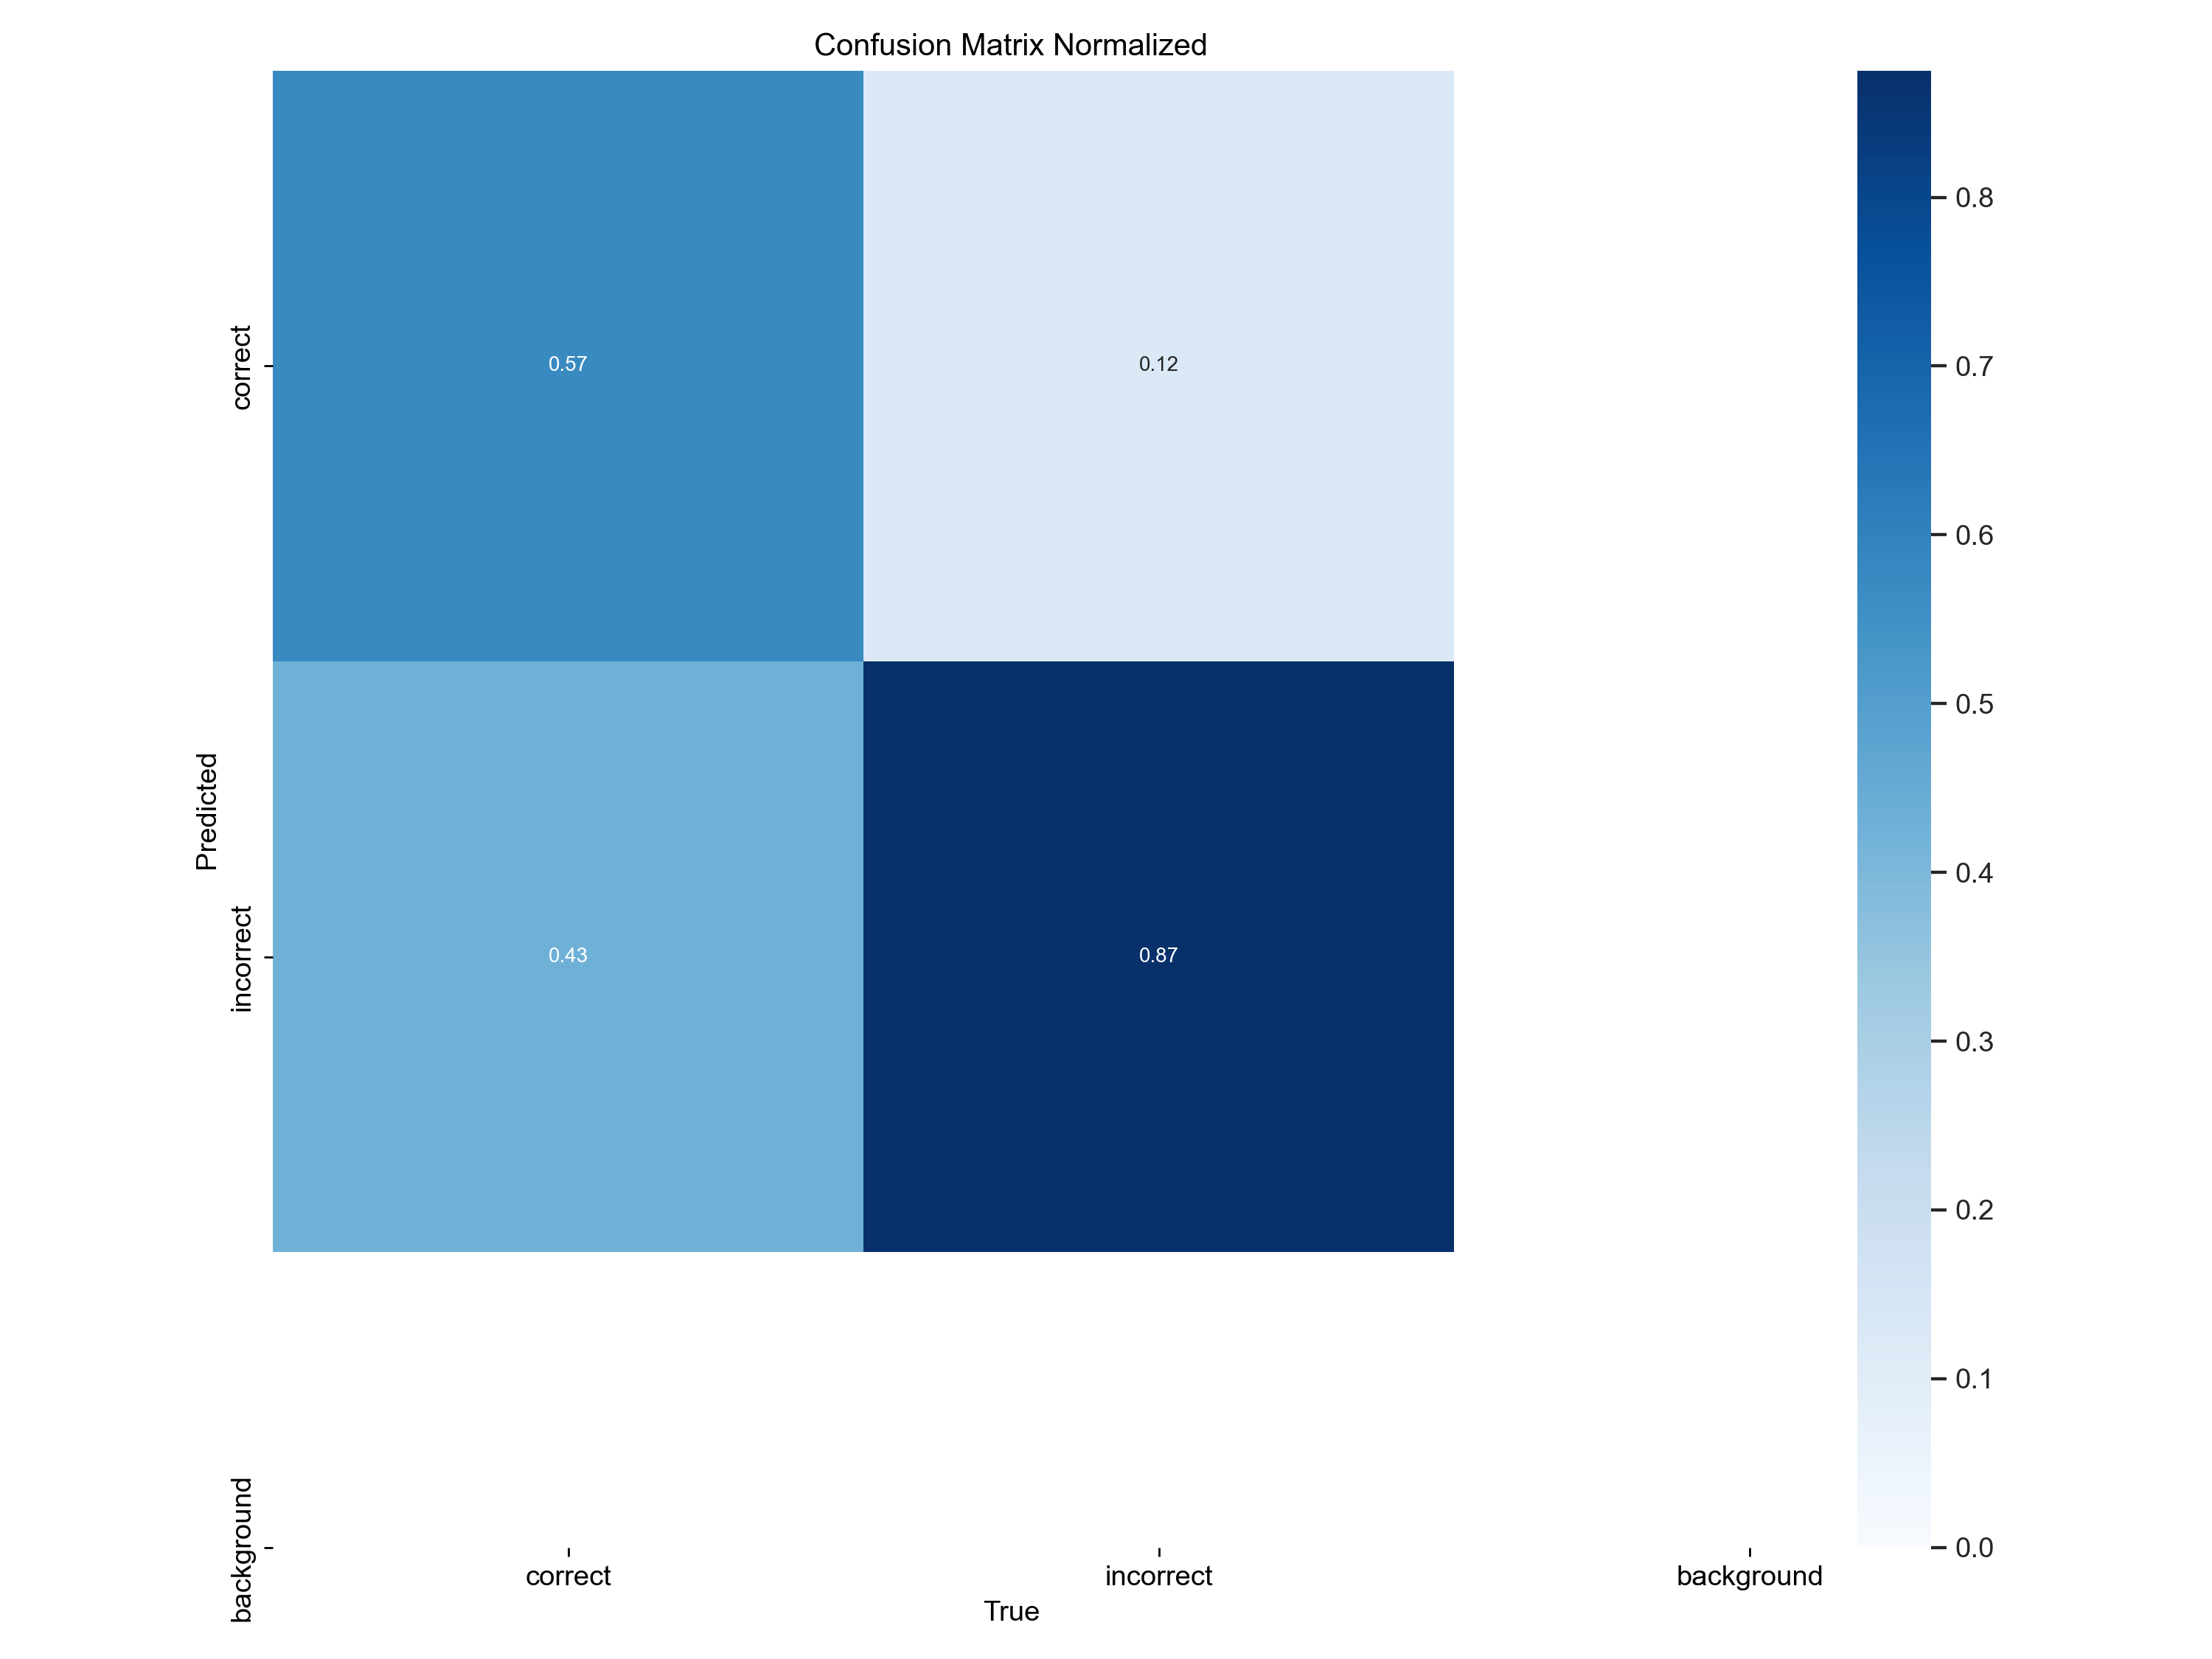 Confusion Matrix Normalized
correct
0.57
0.12
incorrect
0.43
0.87
background
Predicted
correct
incorrect
background
True
0.8
0.7
0.6
0.5
0.4
0.3
0.2
0.1
0.0